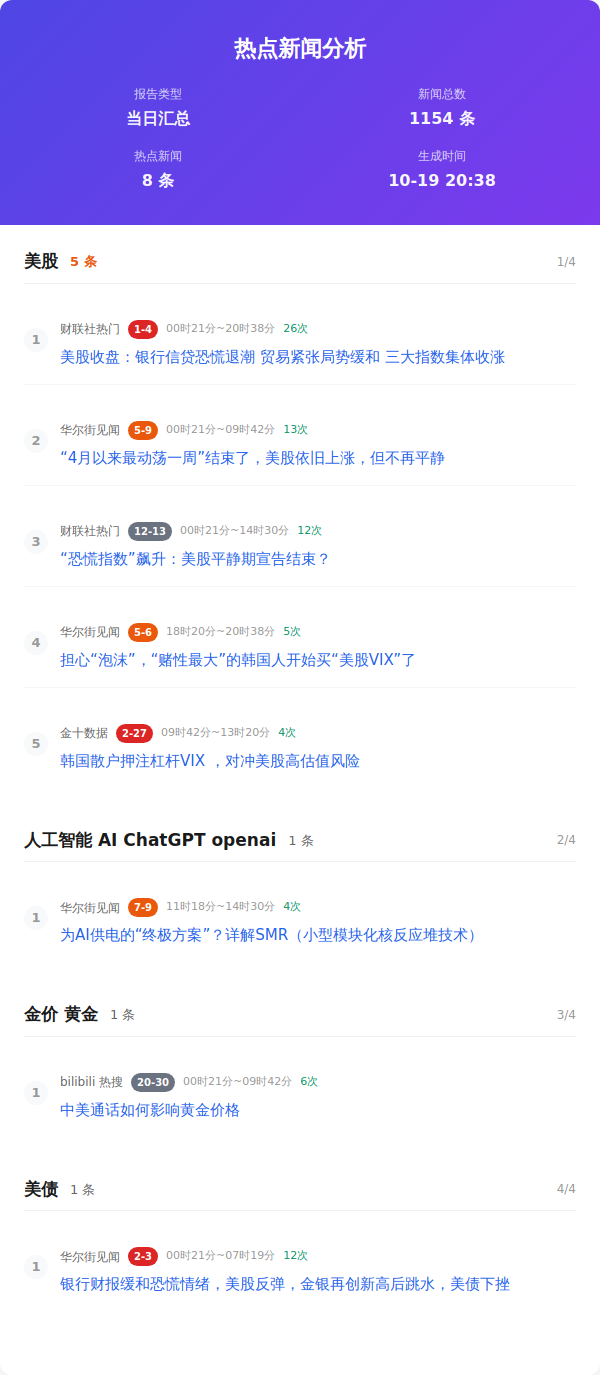 热点新闻分析
报告类型
新闻总数
当日汇总
1154 条
热点新闻
生成时间
8 条
10-19 20:38
美股 5 条 1/4
1
财联社热门 1-4 00时21分~20时38分 26次
美股收盘：银行信贷恐慌退潮 贸易紧张局势缓和 三大指数集体收涨
2
华尔街见闻 5-9 00时21分~09时42分 13次
“4月以来最动荡一周”结束了，美股依旧上涨，但不再平静
3
财联社热门 12-13 00时21分~14时30分 12次
“恐慌指数”飙升：美股平静期宣告结束？
4
华尔街见闻 5-6 18时20分~20时38分 5次
担心“泡沫”，“赌性最大”的韩国人开始买“美股VIX”了
5
金十数据 2-27 09时42分~13时20分 4次
韩国散户押注杠杆VIX ，对冲美股高估值风险
人工智能 AI ChatGPT openai 1 条 2/4
1
华尔街见闻 7-9 11时18分~14时30分 4次
为AI供电的“终极方案”？详解SMR（小型模块化核反应堆技术）
金价 黄金 1 条 3/4
1
bilibili 热搜 20-30 00时21分~09时42分 6次
中美通话如何影响黄金价格
美债 1 条 4/4
1
华尔街见闻 2-3 00时21分~07时19分 12次
银行财报缓和恐慌情绪，美股反弹，金银再创新高后跳水，美债下挫